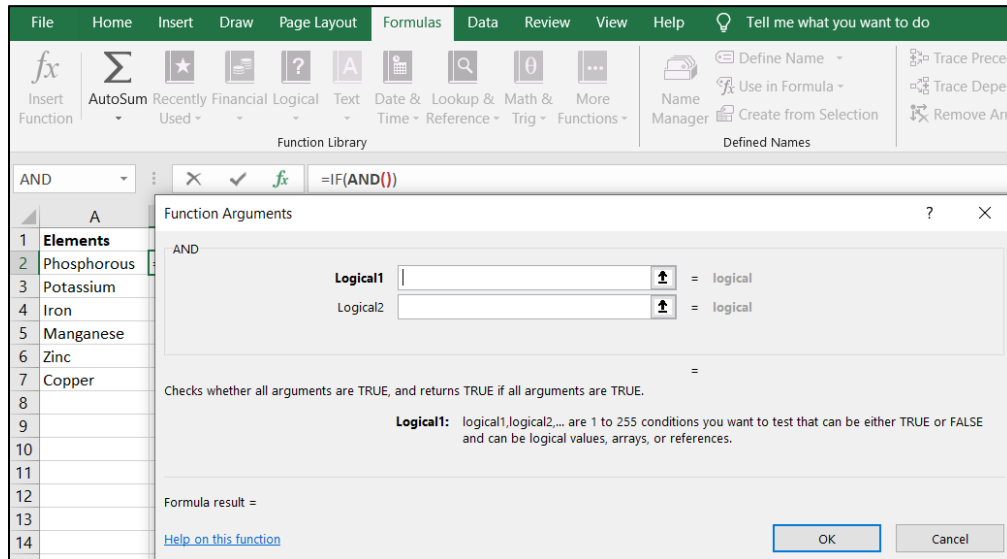 File Home Insert Draw Page Layout Formulas Data Review View Help Tell me what you want to do
fx
Insert Function
AutoSum
Recently Used
Financial
Logical
Text
Date & Time
Lookup & Reference
Math & Trig
More Functions
Function Library
Name Manager
Define Name
Use in Formula
Create from Selection
Defined Names
Trace Prece
Trace Depe
Remove Arr
AND fx =IF(AND())
A
1 Elements
2 Phosphorous =
3 Potassium
4 Iron
5 Manganese
6 Zinc
7 Copper
8
9
10
11
12
13
14
Function Arguments ?
AND
Logical1 = logical
Logical2 = logical
=
Checks whether all arguments are TRUE, and returns TRUE if all arguments are TRUE.
Logical1: logical1,logical2,... are 1 to 255 conditions you want to test that can be either TRUE or FALSE
and can be logical values, arrays, or references.
Formula result =
Help on this function OK Cancel